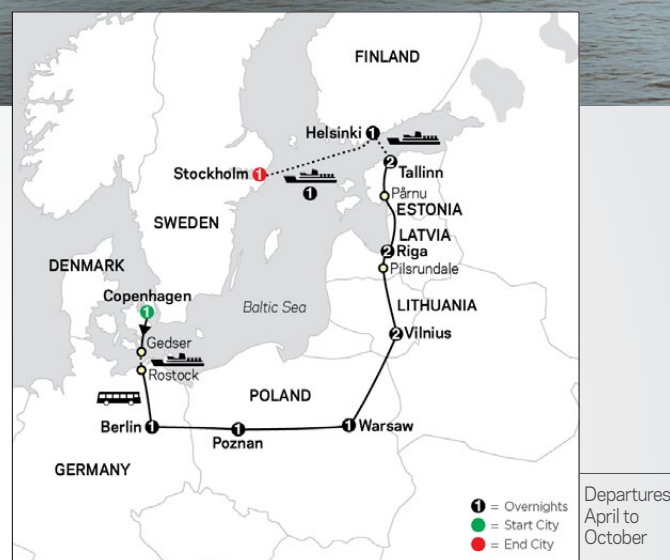 FINLAND
Helsinki 1
2
Tallinn
Stockholm 1
1
Pårnu
ESTONIA
SWEDEN
LATVIA
2 Riga
DENMARK
Pilsrundale
Copenhagen
1
Baltic Sea
LITHUANIA
2 Vilnius
Gedser
Rostock
POLAND
Berlin 1
1
Poznan
1 Warsaw
GERMANY
1 = Overnights
= Start City
= End City
Departures
April to
October